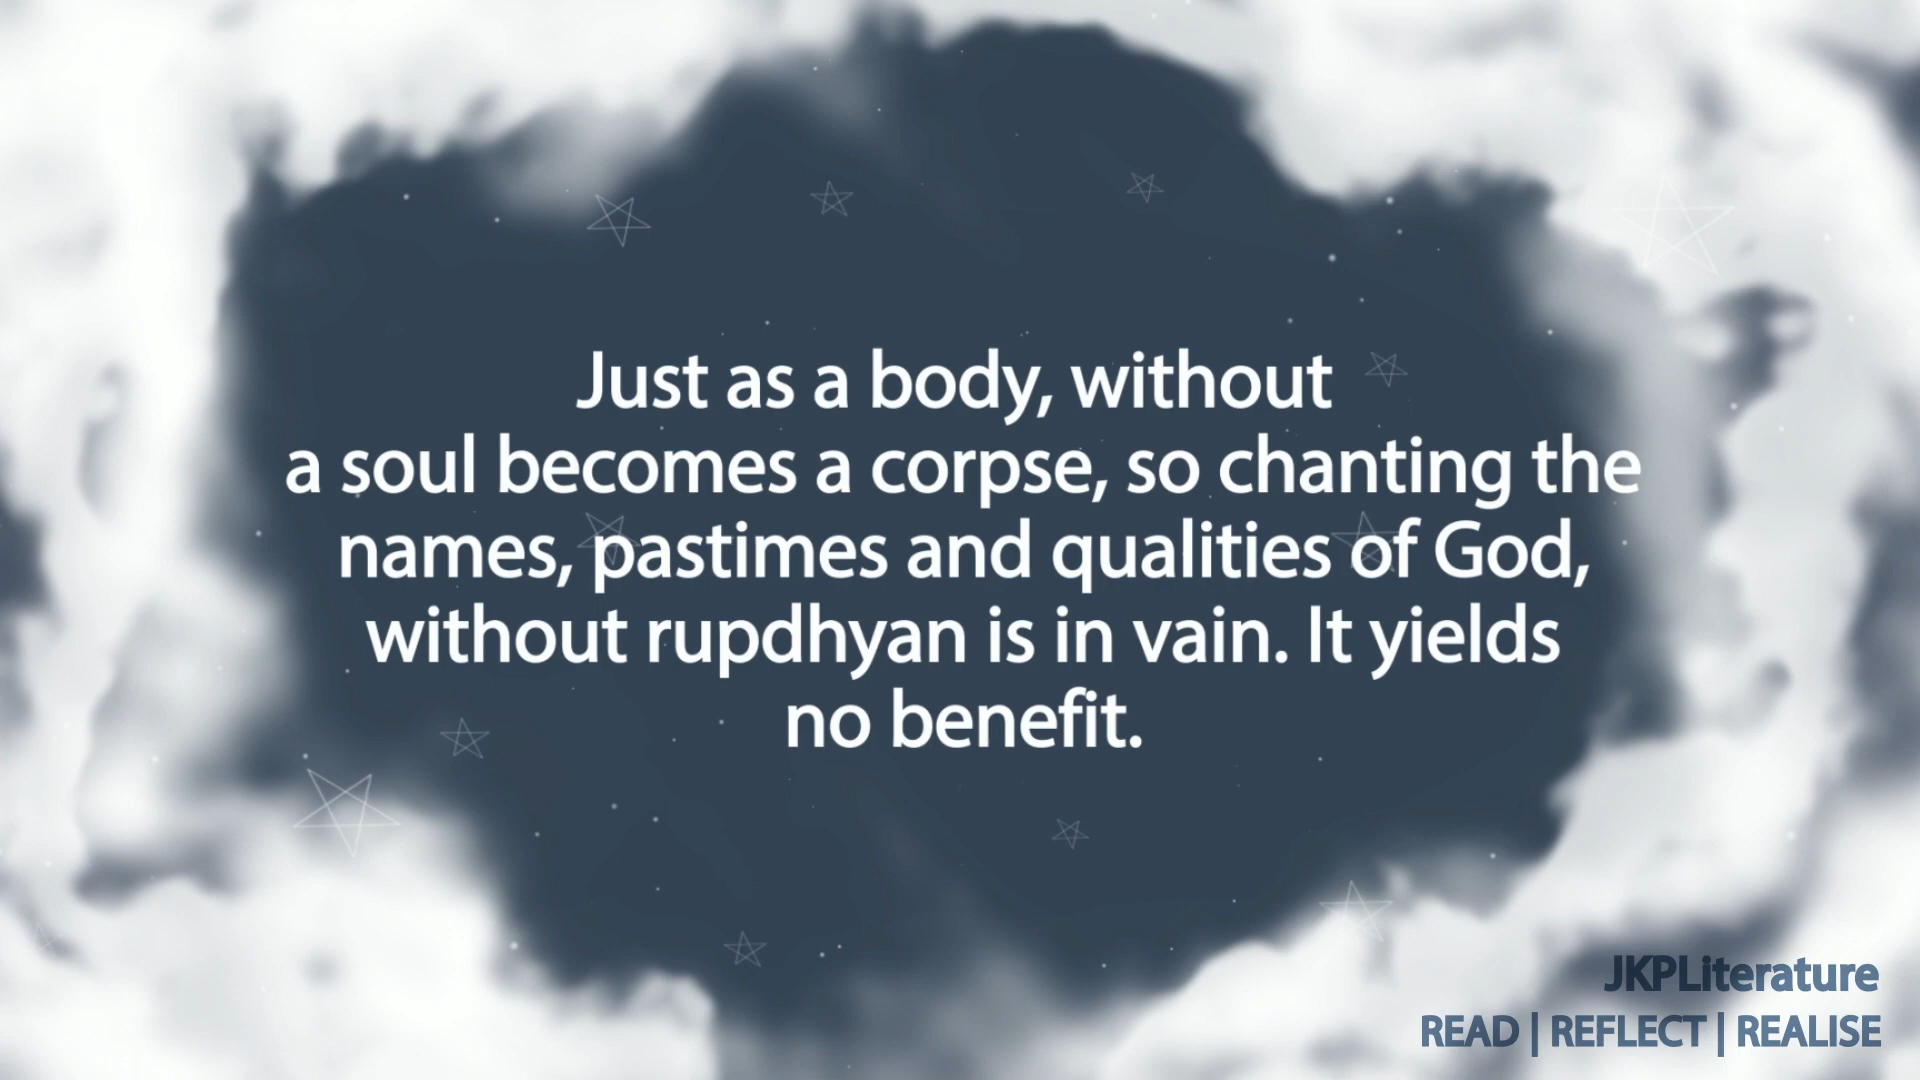 Just as a body, without
a soul becomes a corpse, so chanting the
names, pastimes and qualities of God,
without rupdhyan is in vain. It yields
no benefit.
JKPLiterature
READ | REFLECT | REALISE